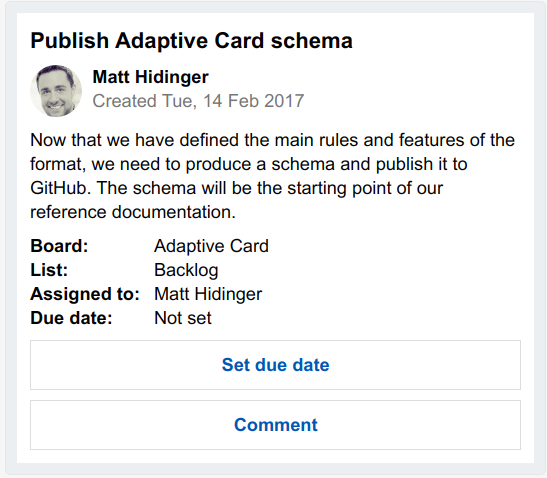 Publish Adaptive Card schema
Matt Hidinger
Created Tue, 14 Feb 2017
Now that we have defined the main rules and features of the
format, we need to produce a schema and publish it to
GitHub. The schema will be the starting point of our
reference documentation.
Board: Adaptive Card
List: Backlog
Assigned to: Matt Hidinger
Due date: Not set
Set due date
Comment